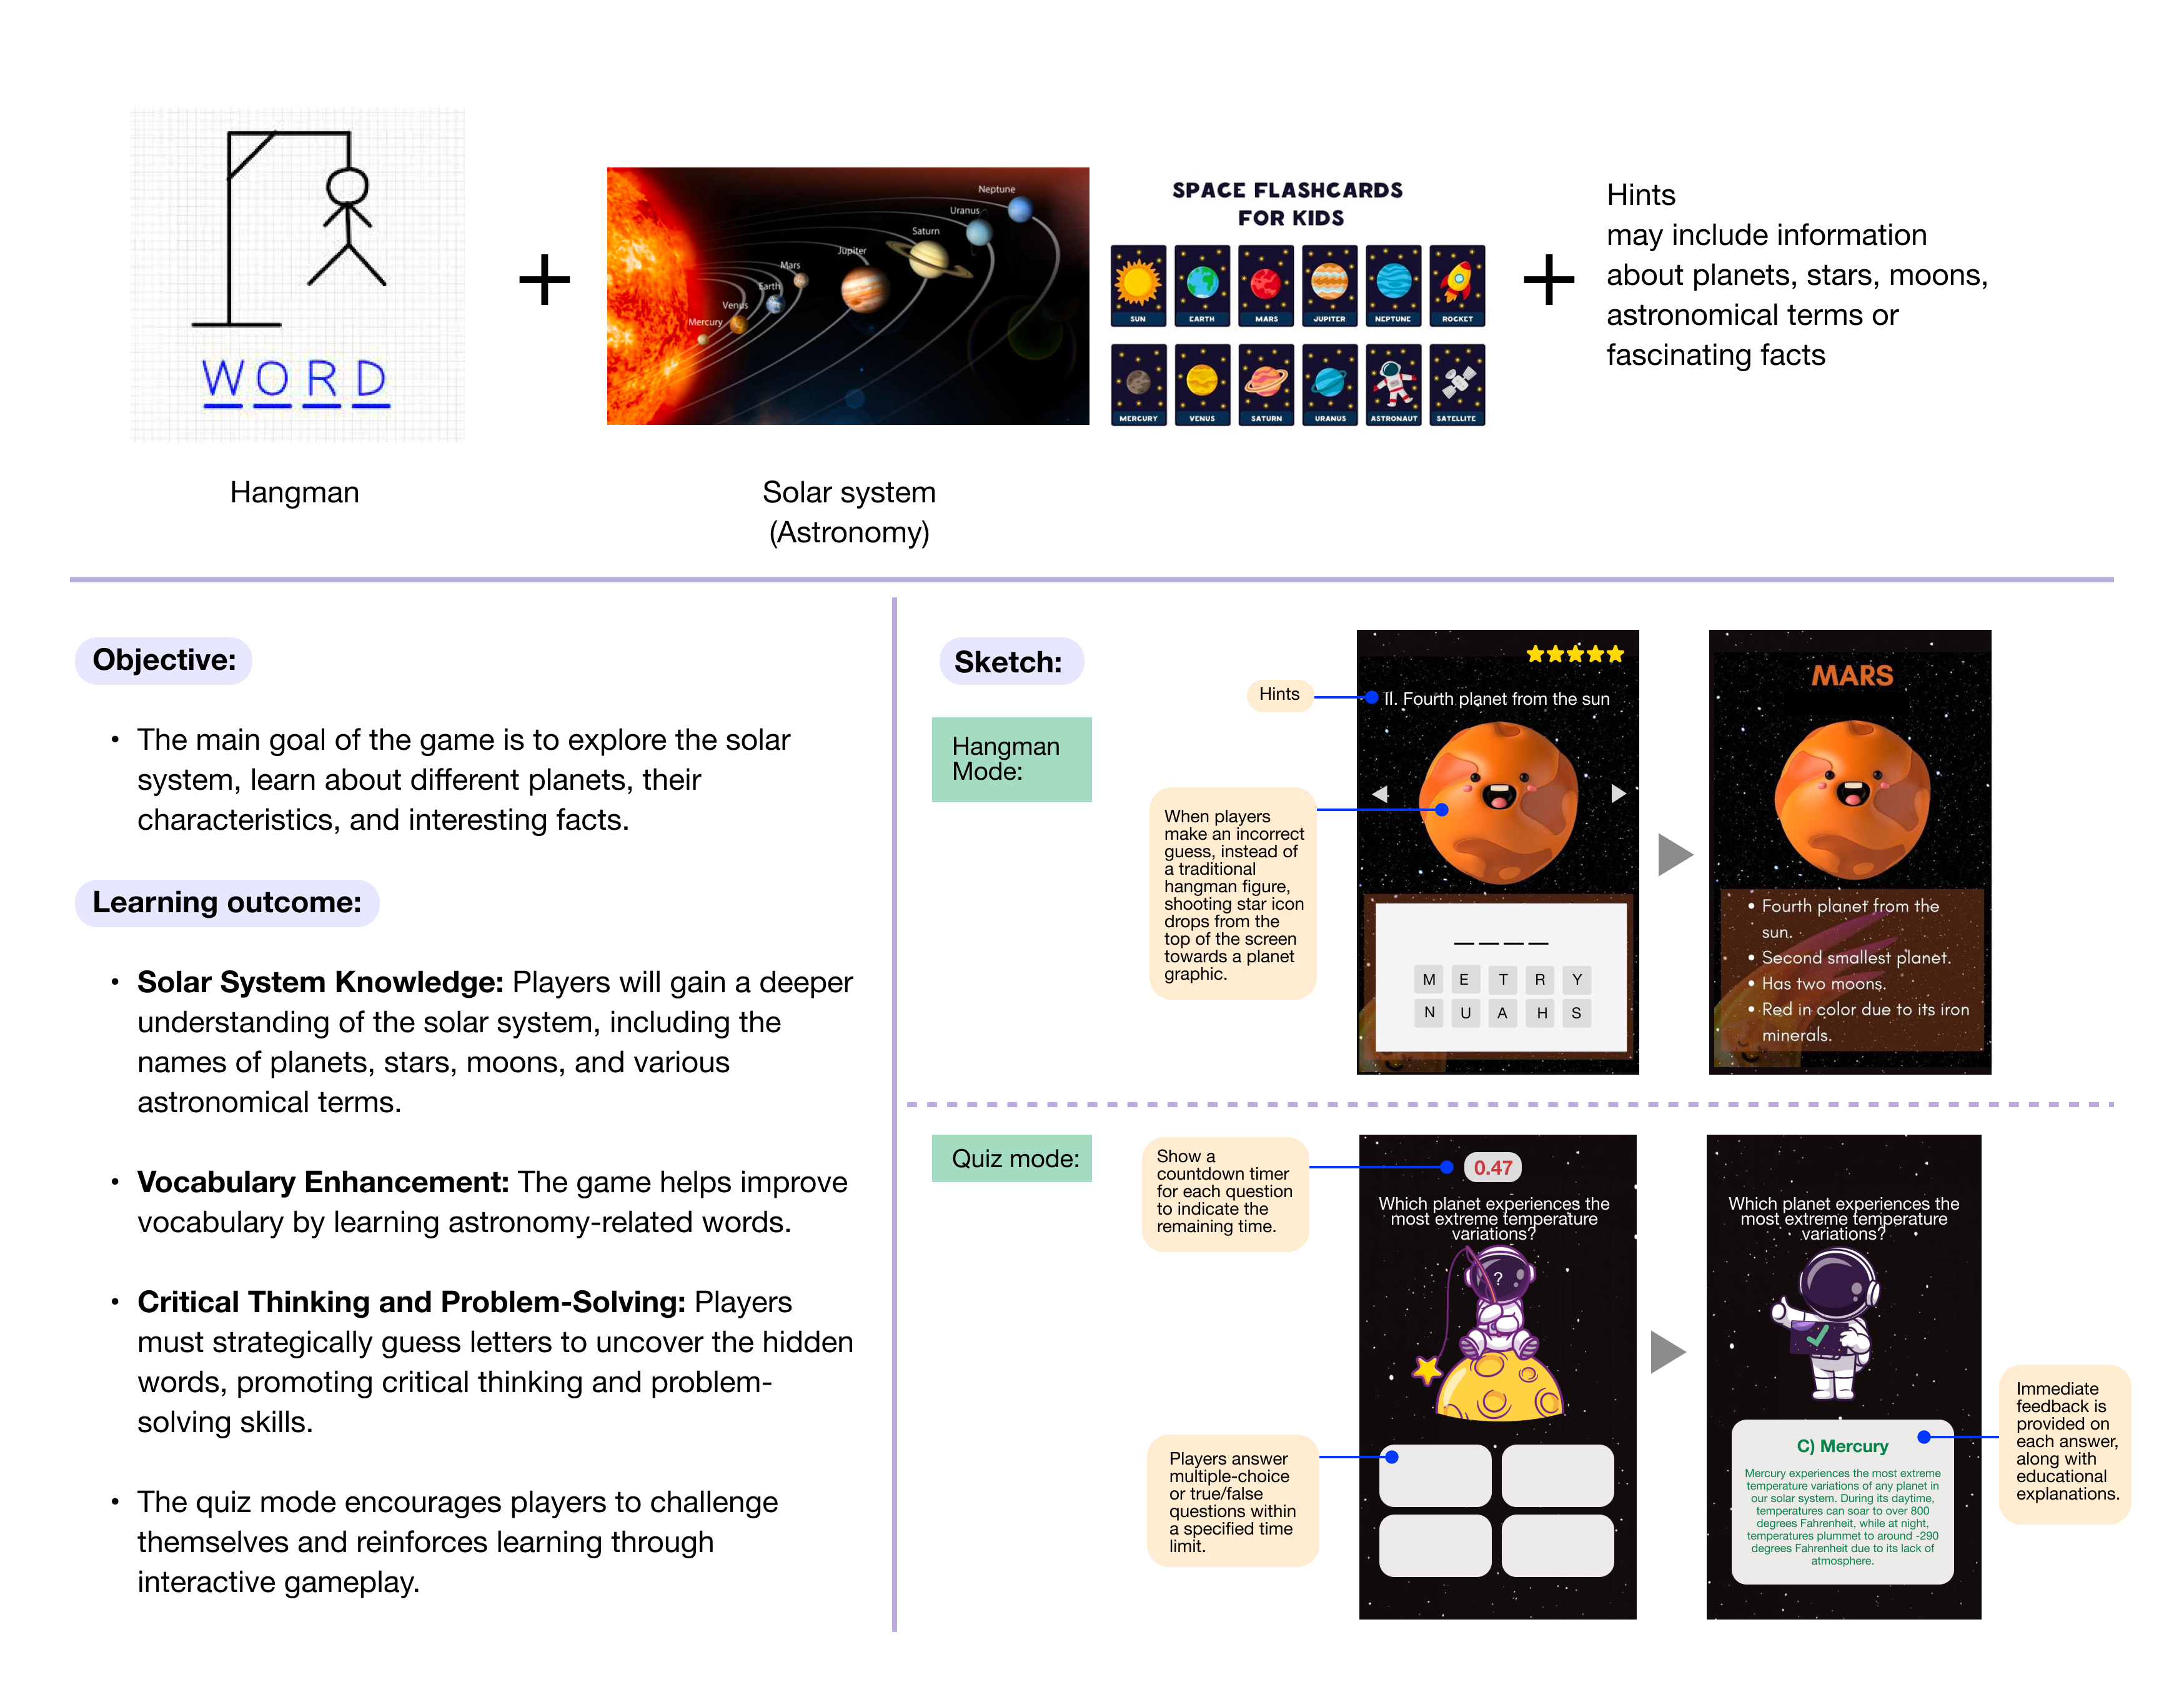 WORD
Hangman
Neptune
Uranus
Saturn
Jupiter
Mars
Earth
Venus
Mercury
Solar system
(Astronomy)
SPACE FLASHCARDS
FOR KIDS
SUN
EARTH
MARS
JUPITER
NEPTUNE
ROCKET
MERCURY
VENUS
SATURN
URANUS
ASTRONAUT
SATELLITE
Hints
may include information
about planets, stars, moons,
astronomical terms or
fascinating facts
Objective:
• The main goal of the game is to explore the solar
system, learn about different planets, their
characteristics, and interesting facts.
Learning outcome:
• Solar System Knowledge: Players will gain a deeper
understanding of the solar system, including the
names of planets, stars, moons, and various
astronomical terms.
• Vocabulary Enhancement: The game helps improve
vocabulary by learning astronomy-related words.
• Critical Thinking and Problem-Solving: Players
must strategically guess letters to uncover the hidden
words, promoting critical thinking and problem-
solving skills.
• The quiz mode encourages players to challenge
themselves and reinforces learning through
interactive gameplay.
Sketch:
Hangman
Mode:
Hints
When players
make an incorrect
guess, instead of
a traditional
hangman figure,
shooting star icon
drops from the
top of the screen
towards a planet
graphic.
II. Fourth planet from the sun
M E T R Y
N U A H S
MARS
• Fourth planet from the
sun.
• Second smallest planet.
• Has two moons.
• Red in color due to its iron
minerals.
Quiz mode:
Show a
countdown timer
for each question
to indicate the
remaining time.
0.47
Which planet experiences the
most extreme temperature
variations?
?
Players answer
multiple-choice
or true/false
questions within
a specified time
limit.
Which planet experiences the
most extreme temperature
variations?
C) Mercury
Mercury experiences the most extreme
temperature variations of any planet in
our solar system. During its daytime,
temperatures can soar to over 800
degrees Fahrenheit, while at night,
temperatures plummet to around -290
degrees Fahrenheit due to its lack of
atmosphere.
Immediate
feedback is
provided on
each answer,
along with
educational
explanations.